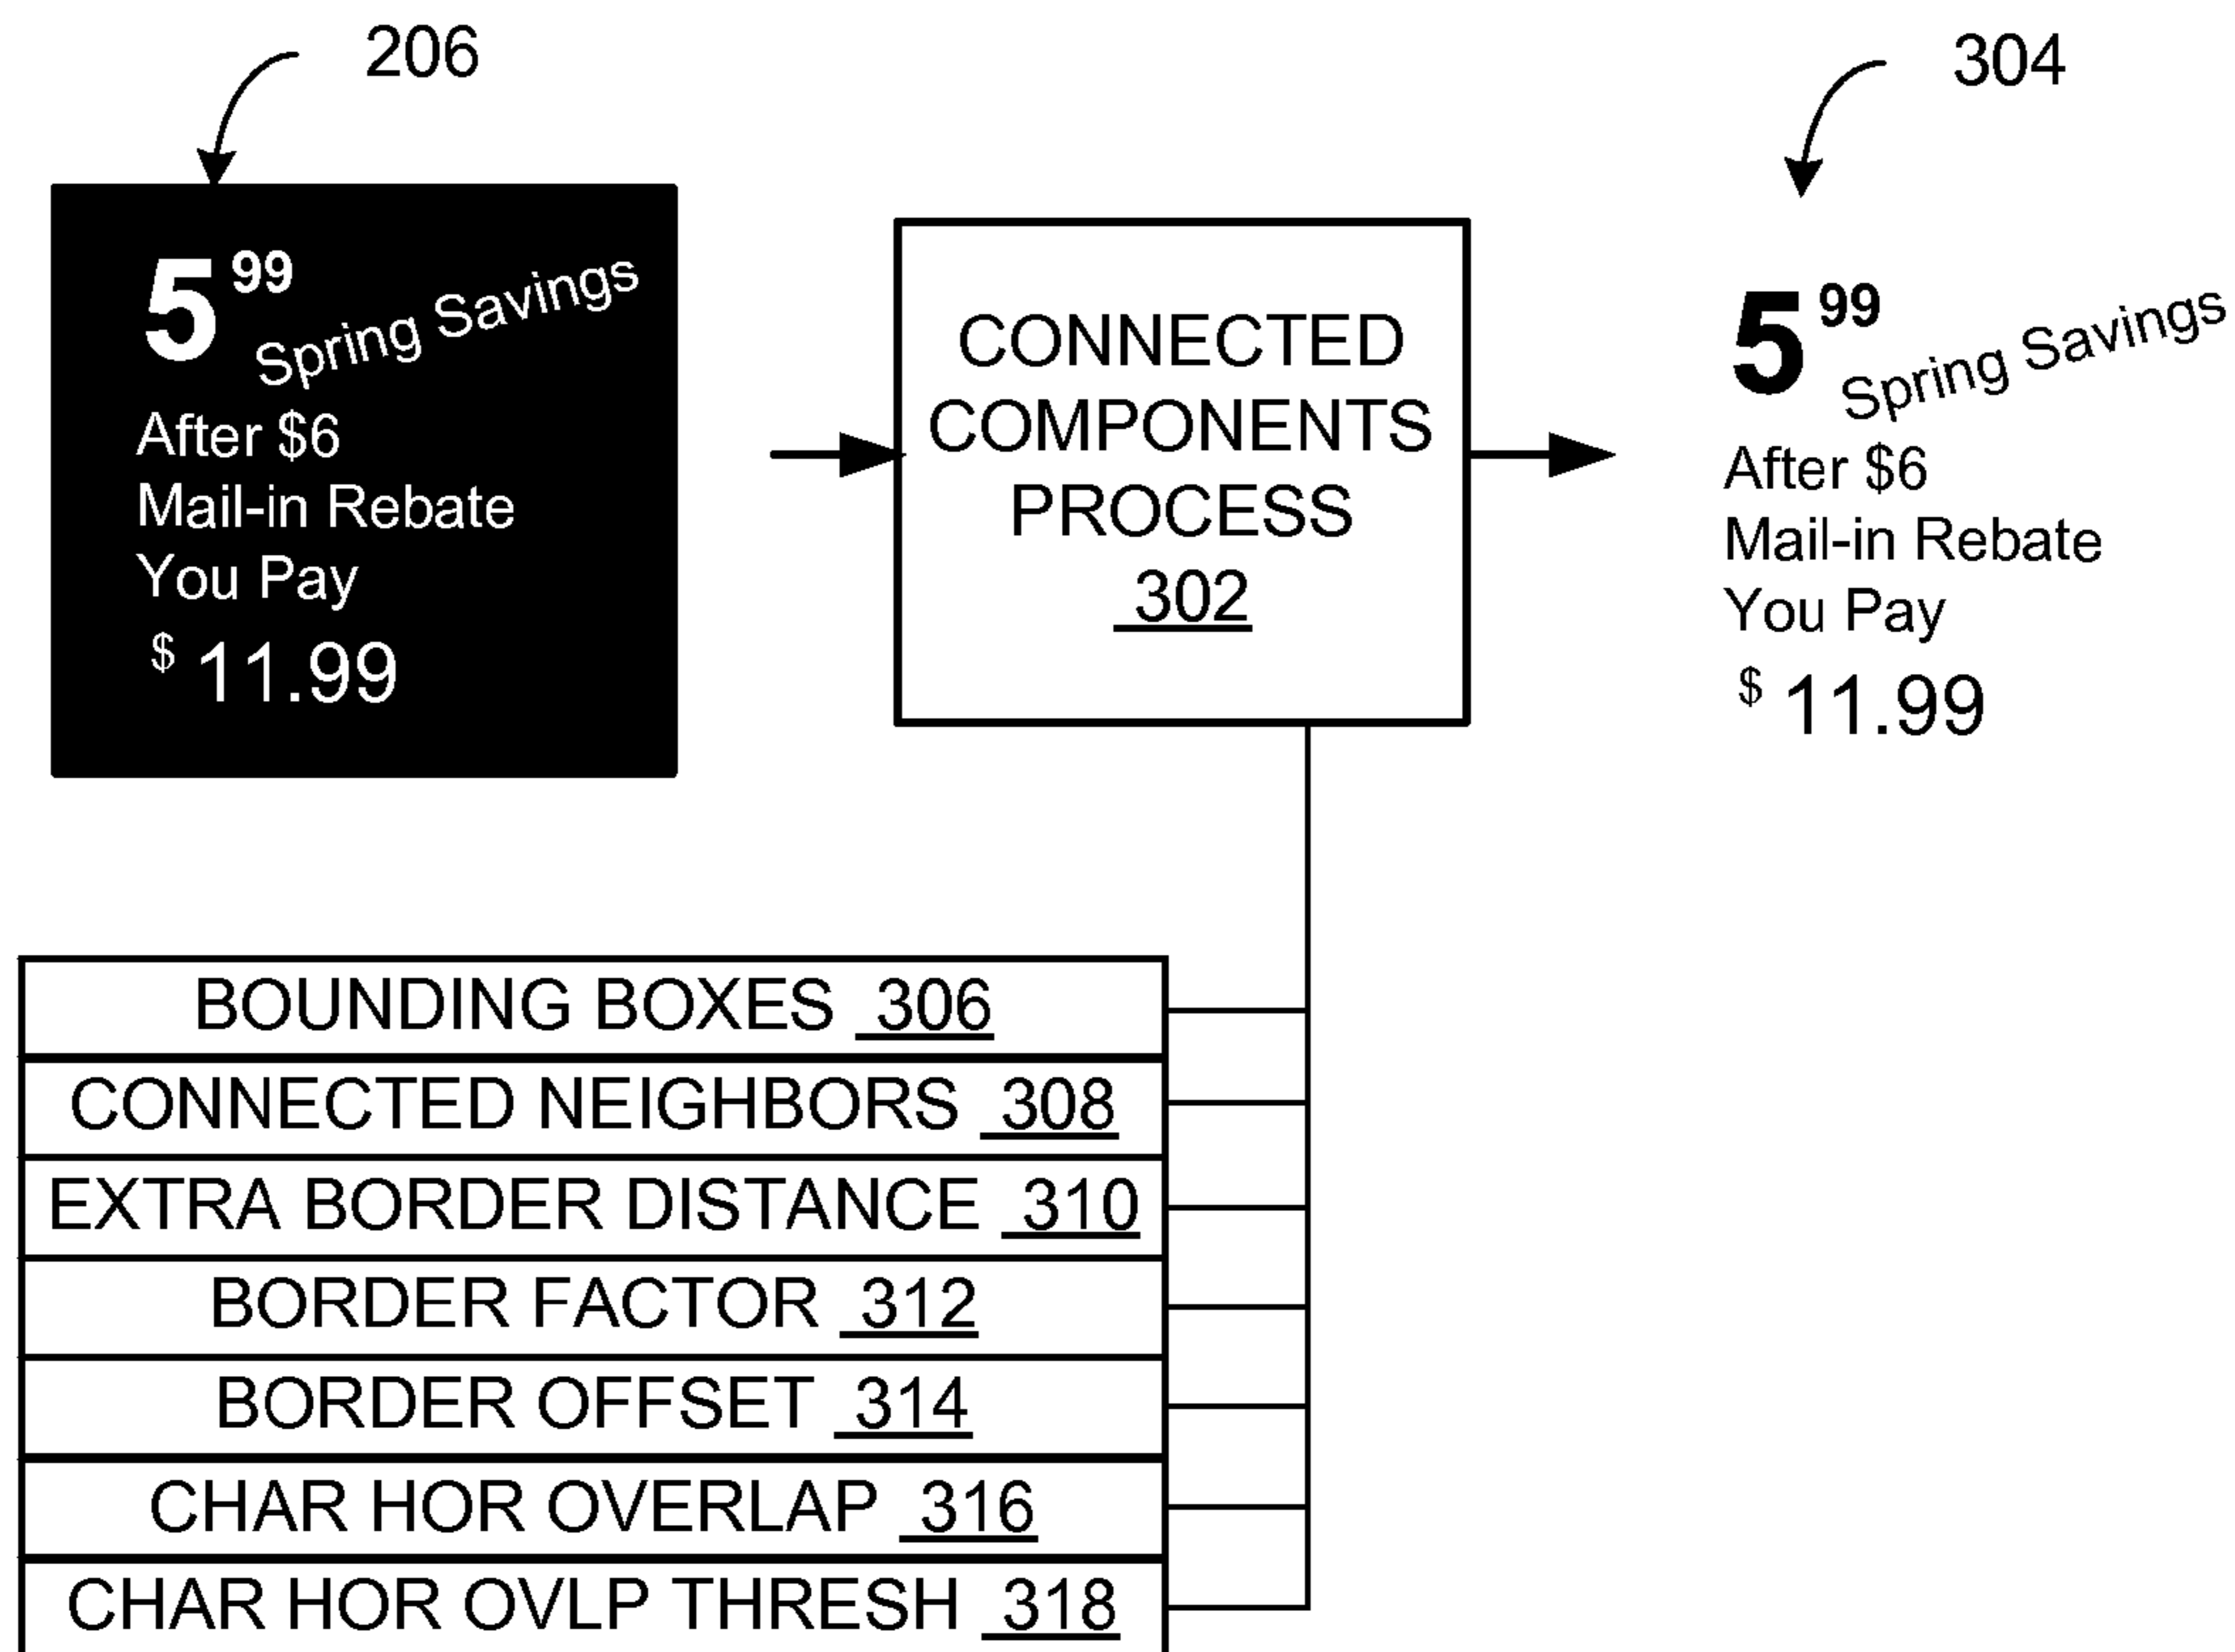 206
5 99
Spring Savings
After $6
Mail-in Rebate
You Pay
$ 11.99
CONNECTED
COMPONENTS
PROCESS
302
304
5 99
Spring Savings
After $6
Mail-in Rebate
You Pay
$ 11.99
BOUNDING BOXES 306
CONNECTED NEIGHBORS 308
EXTRA BORDER DISTANCE 310
BORDER FACTOR 312
BORDER OFFSET 314
CHAR HOR OVERLAP 316
CHAR HOR OVLP THRESH 318